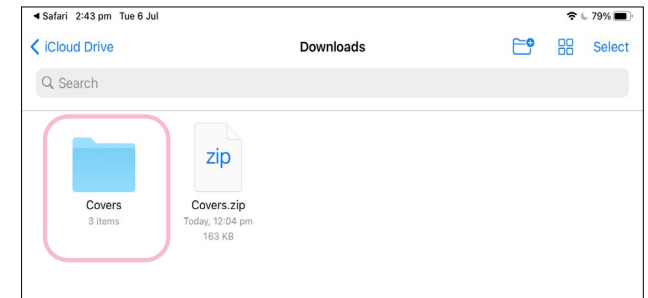 Safari 2:43 pm Tue 6 Jul 79%
iCloud Drive Downloads Select
Search
zip
Covers Covers.zip
3 items Today, 12:04 pm
163 KB